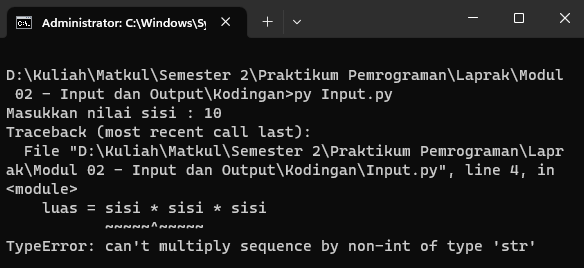 Administrator: C:\Windows\Sy
D:\Kuliah\Matkul\Semester 2\Praktikum Pemrograman\Laprak\Modul
02 - Input dan Output\Kodingan>py Input.py
Masukkan nilai sisi : 10
Traceback (most recent call last):
  File "D:\Kuliah\Matkul\Semester 2\Praktikum Pemrograman\Lapr
ak\Modul 02 - Input dan Output\Kodingan\Input.py", line 4, in
<module>
    luas = sisi * sisi * sisi
           ~~~~~^~~~~~
TypeError: can't multiply sequence by non-int of type 'str'